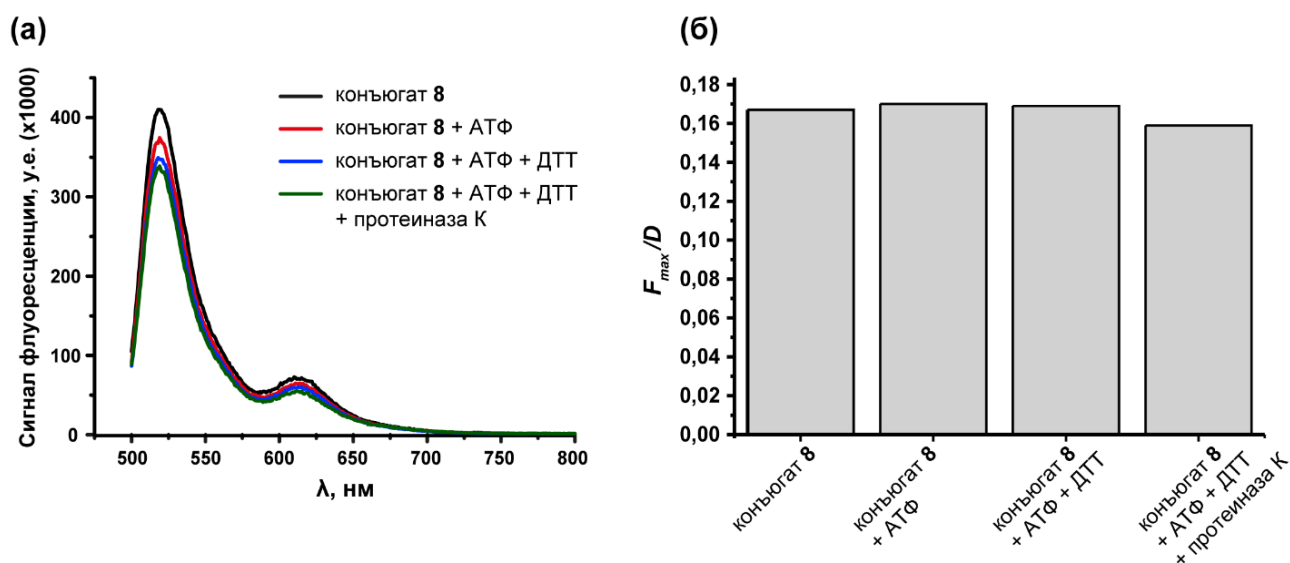 (а)
Сигнал флуоресценции, у.е. (x1000)
400
300
200
100
0
500 550 600 650 700 750 800
λ, нм
конъюгат 8
конъюгат 8 + АТФ
конъюгат 8 + АТФ + ДТТ
конъюгат 8 + АТФ + ДТТ
+ протеиназа К
(б)
F max /D
0,18
0,16
0,14
0,12
0,10
0,08
0,06
0,04
0,02
0,00
конъюгат 8
конъюгат 8
+ АТФ
конъюгат 8
+ АТФ + ДТТ
конъюгат 8
+ АТФ + ДТТ
+ протеиназа К